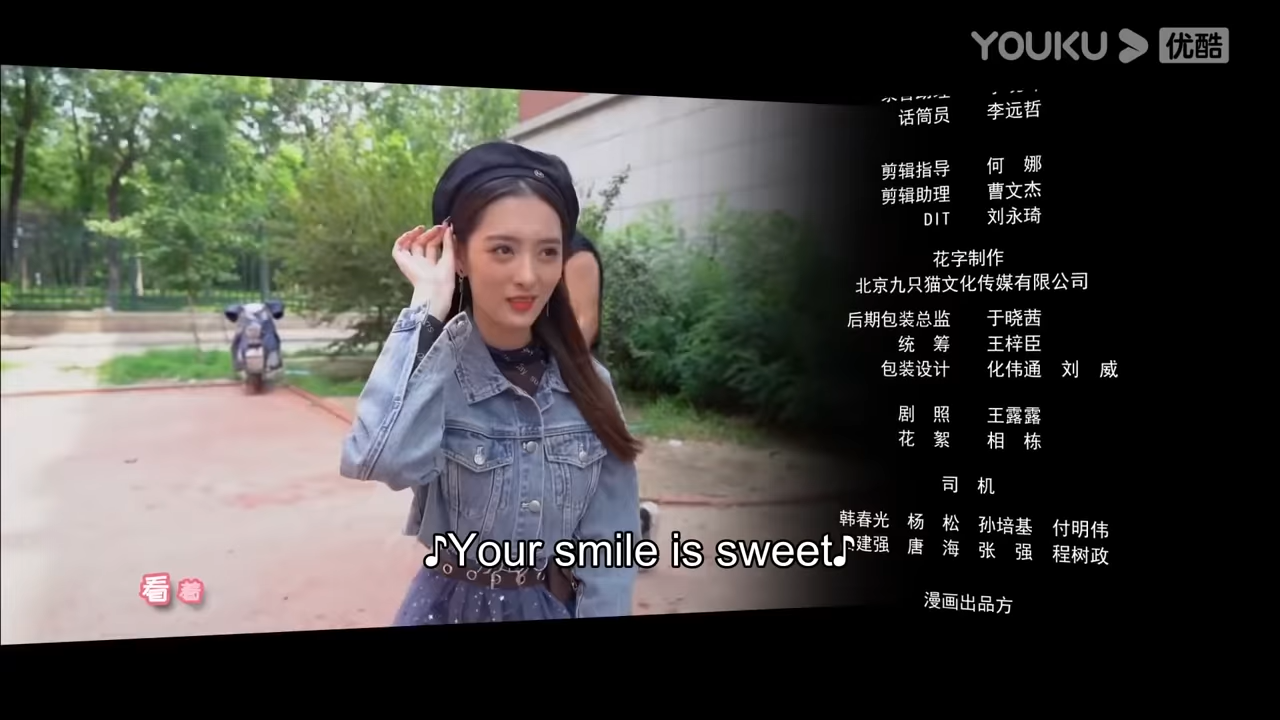 YOUKU 优酷
话筒员 李远哲
剪辑指导 何 娜
剪辑助理 曹文杰
DIT 刘永琦
花字制作
北京九只猫文化传媒有限公司
后期包装总监 于晓茜
统 筹 王梓臣
包装设计 化伟通 刘 威
剧 照 王露露
花 絮 相 栋
司 机
韩春光 杨 松 孙培基 付明伟
建强 唐 海 张 强 程树政
♪Your smile is sweet♪
看着
漫画出品方